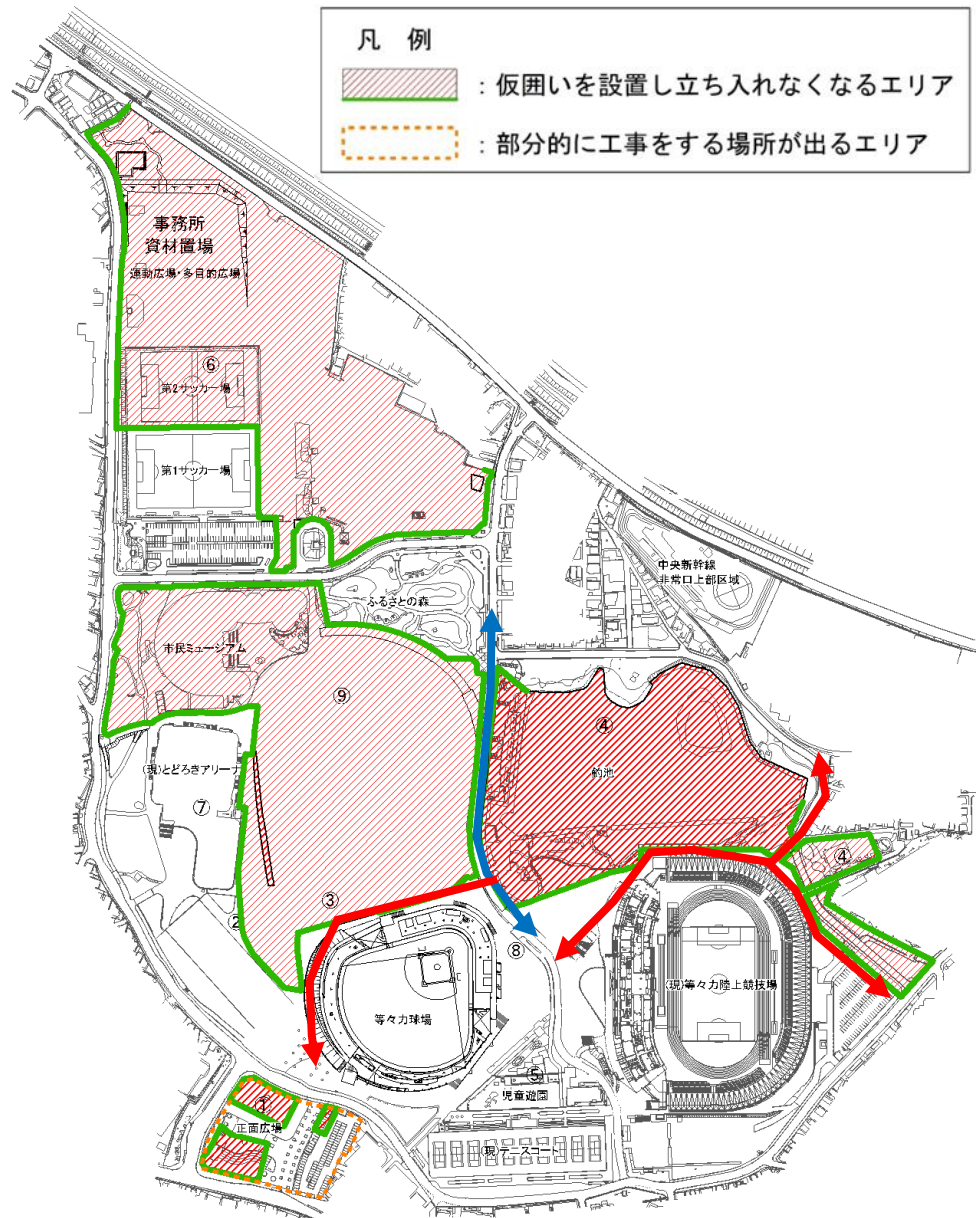 凡 例
：仮囲いを設置し立ち入れなくなるエリア
：部分的に工事をする場所が出るエリア
事務所
資材置場
運動広場・多目的広場
⑥
第2サッカー場
第1サッカー場
中央新幹線
非常口上部区域
ふるさとの森
市民ミュージアム
⑨
④
釣池
(現)とどろきアリーナ
⑦
④
③
②
⑧
(現)等々力陸上競技場
等々力球場
⑤
児童遊園
①
正面広場
(現)テニスコート